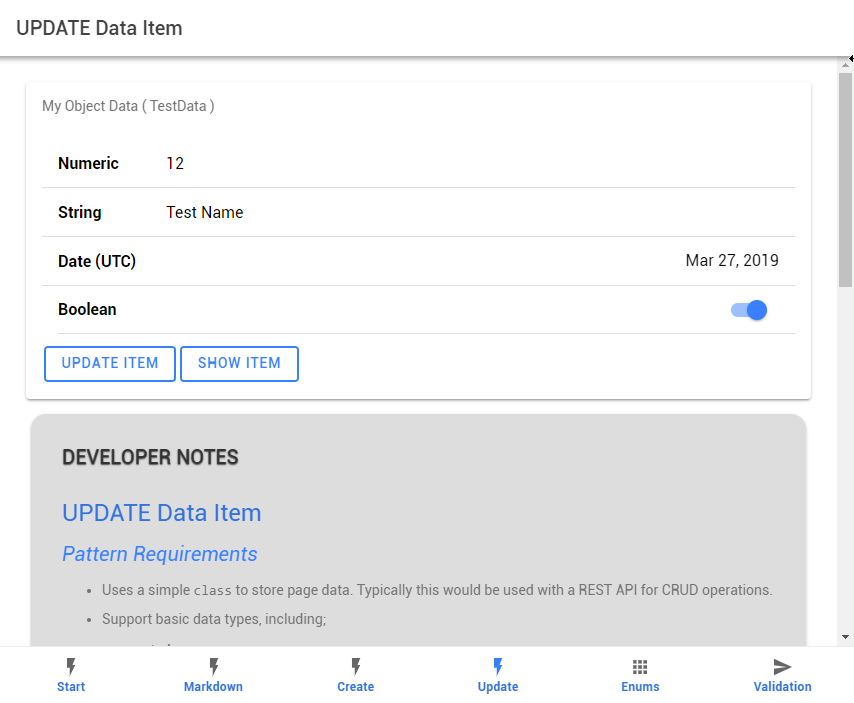 UPDATE Data Item
My Object Data ( TestData )
Numeric 12
String Test Name
Date (UTC) Mar 27, 2019
Boolean
UPDATE ITEM SHOW ITEM
DEVELOPER NOTES
UPDATE Data Item
Pattern Requirements
• Uses a simple class to store page data. Typically this would be used with a REST API for CRUD operations.
• Support basic data types, including;
Start Markdown Create Update Enums Validation